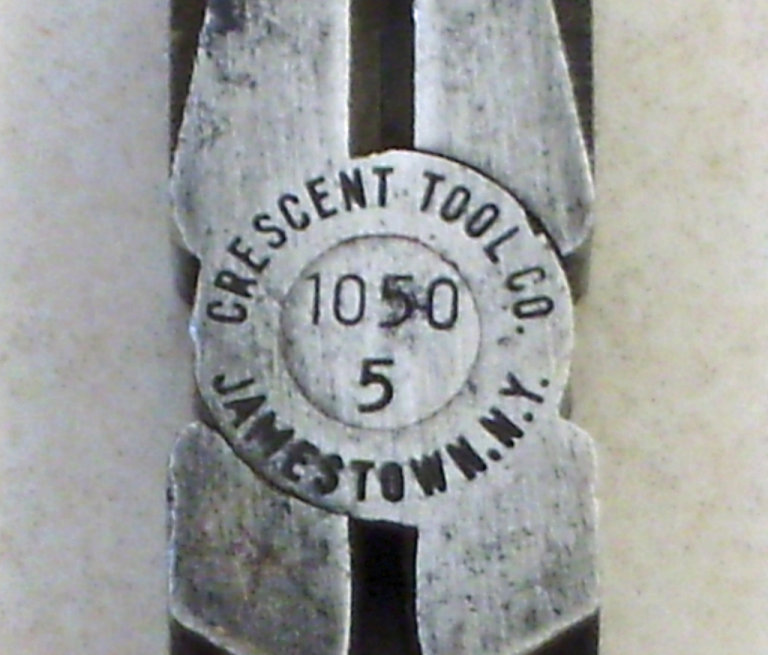 CRESCENT TOOL CO.
1050
5
JAMESTOWN. N.Y.